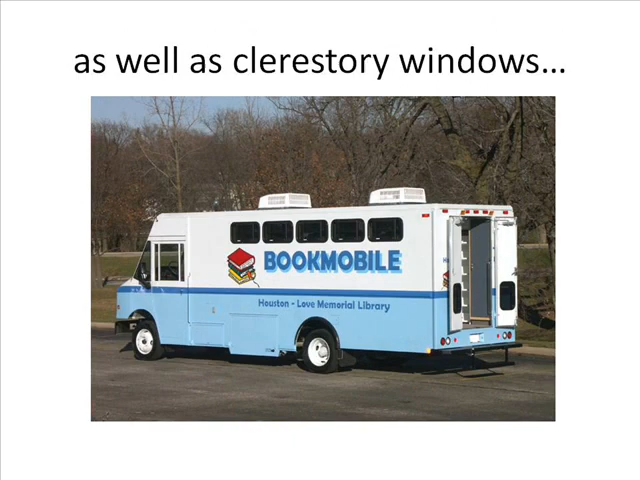 as well as clerestory windows…
BOOKMOBILE
Houston - Love Memorial Library